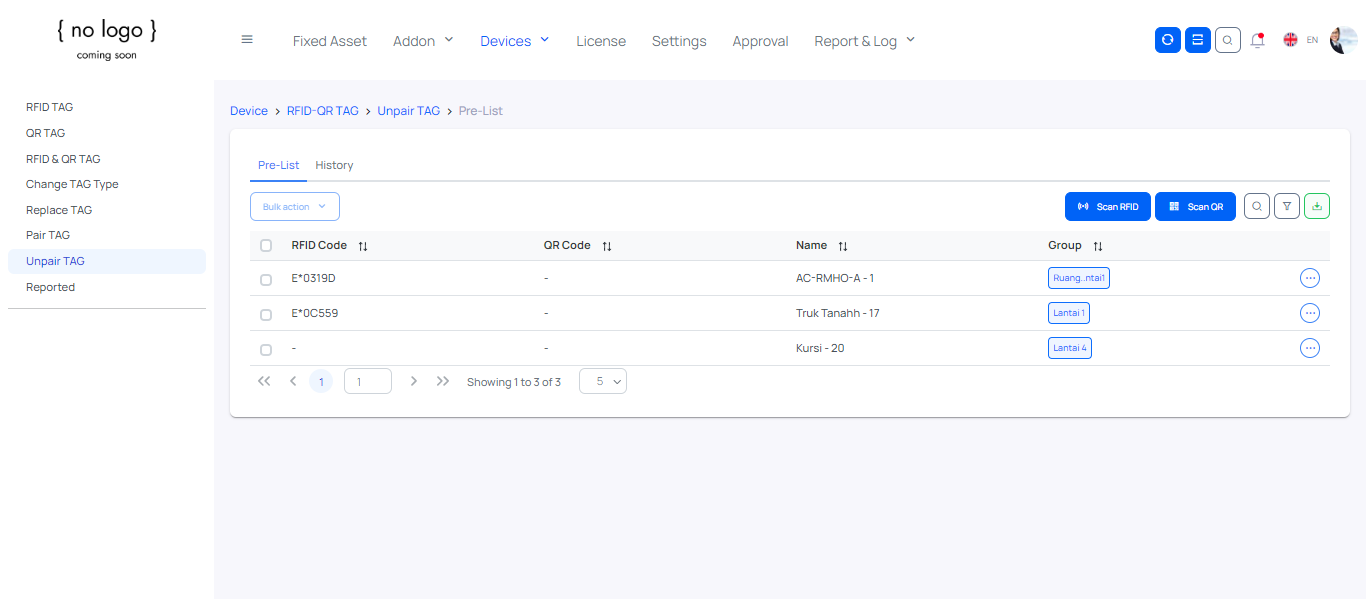 { no logo }
coming soon
Fixed Asset Addon Devices License Settings Approval Report & Log EN
RFID TAG
QR TAG
RFID & QR TAG
Change TAG Type
Replace TAG
Pair TAG
Unpair TAG
Reported
Device > RFID-QR TAG > Unpair TAG > Pre-List
Pre-List History
Bulk action Scan RFID Scan QR
RFID Code QR Code Name Group
E*0319D - AC-RMHO-A - 1 Ruang..ntai1
E*0C559 - Truk Tanahh - 17 Lantai 1
- - Kursi - 20 Lantai 4
1 1 Showing 1 to 3 of 3 5